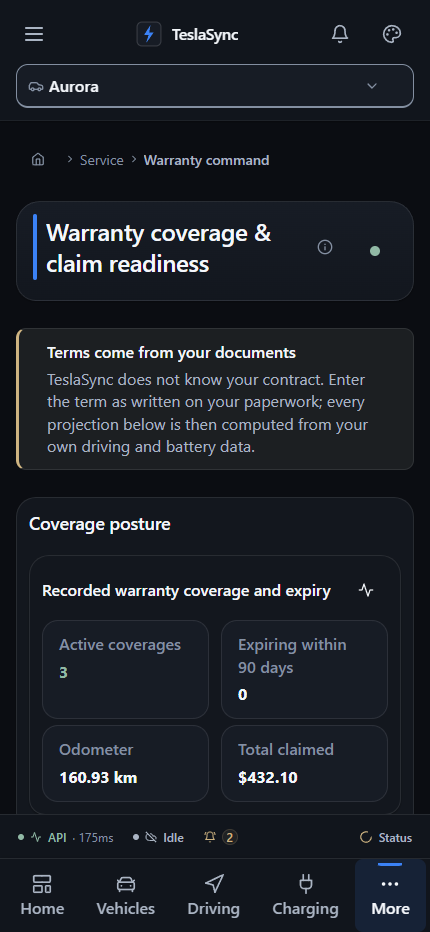 TeslaSync
Aurora
Service
Warranty command
Warranty coverage &
claim readiness
Terms come from your documents
TeslaSync does not know your contract. Enter
the term as written on your paperwork; every
projection below is then computed from your
own driving and battery data.
Coverage posture
Recorded warranty coverage and expiry
Active coverages
3
Expiring within
90 days
0
Odometer
160.93 km
Total claimed
$432.10
API · 175ms
Idle
2
Status
Home
Vehicles
Driving
Charging
More